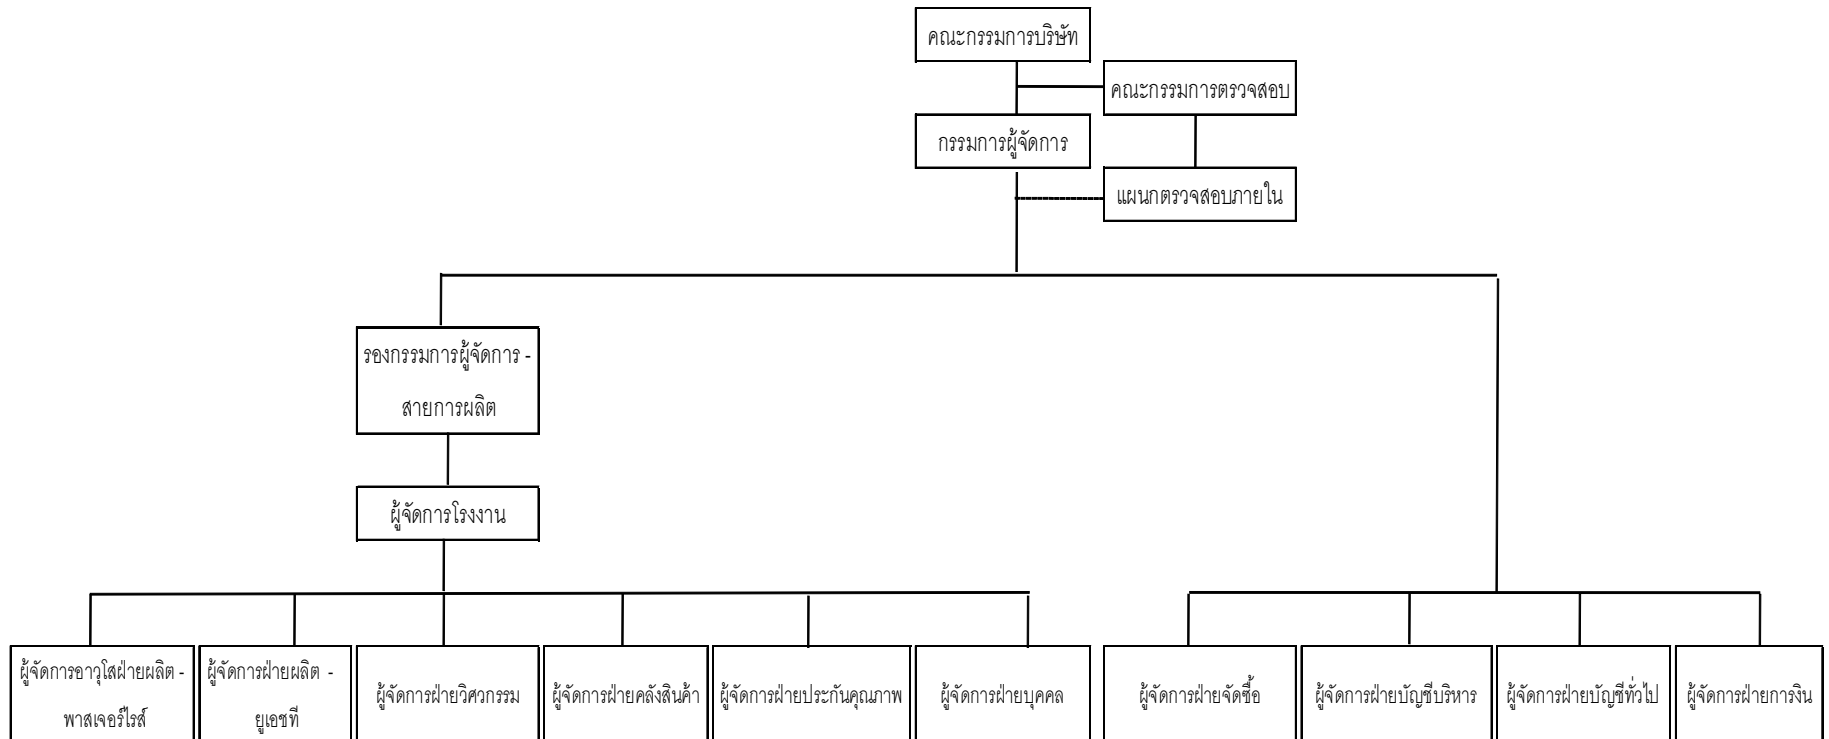 คณะกรรมการบริษัท
คณะกรรมการตรวจสอบ
กรรมการผู้จัดการ
แผนกตรวจสอบภายใน
รองกรรมการผู้จัดการ -
สายการผลิต
ผู้จัดการโรงงาน
ผู้จัดการอาวุโสฝ่ายผลิต -
พาสเจอร์ไรส์
ผู้จัดการฝ่ายผลิต -
ยูเอชที
ผู้จัดการฝ่ายวิศวกรรม
ผู้จัดการฝ่ายคลังสินค้า
ผู้จัดการฝ่ายประกันคุณภาพ
ผู้จัดการฝ่ายบุคคล
ผู้จัดการฝ่ายจัดซื้อ
ผู้จัดการฝ่ายบัญชีบริหาร
ผู้จัดการฝ่ายบัญชีทั่วไป
ผู้จัดการฝ่ายการเงิน